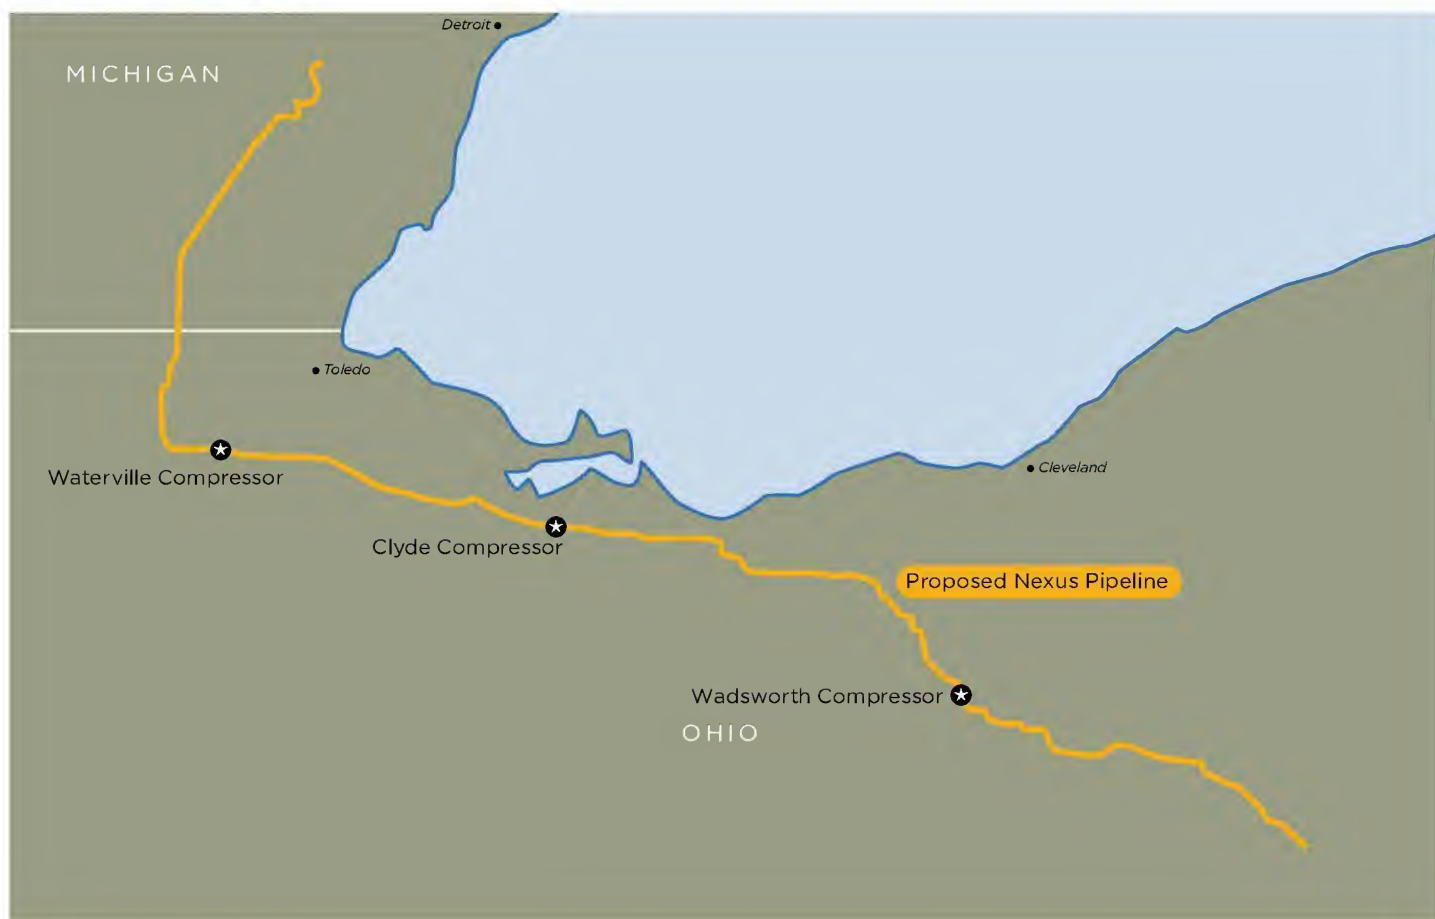 Detroit
MICHIGAN
Toledo
Waterville Compressor
Cleveland
Clyde Compressor
Proposed Nexus Pipeline
Wadsworth Compressor
OHIO